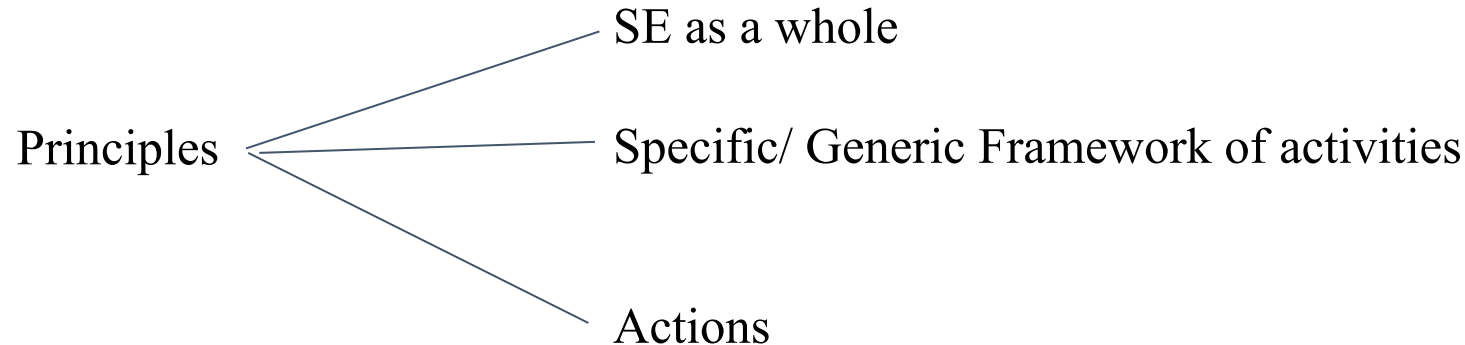 SE as a whole
Principles
Specific/ Generic Framework of activities
Actions